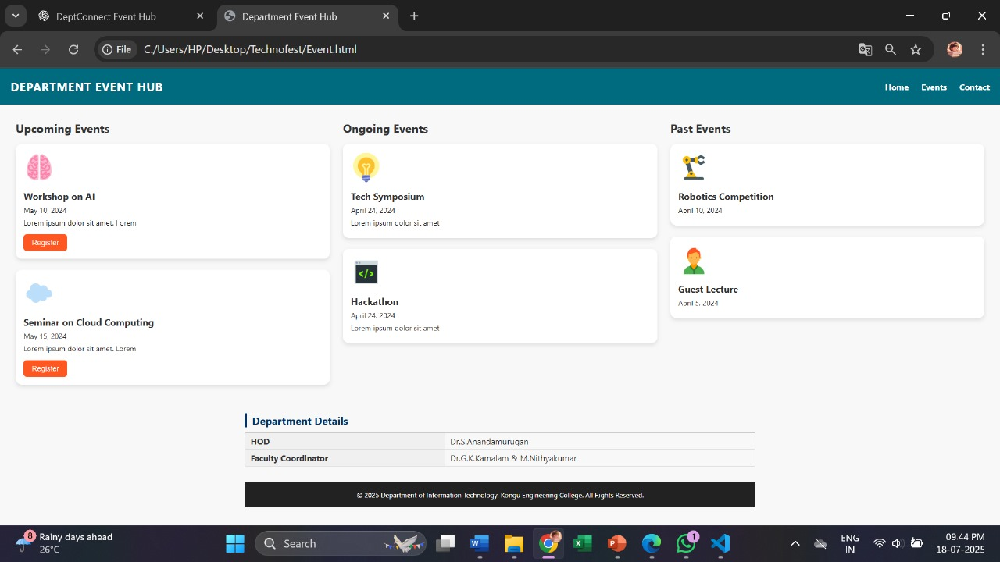 DeptConnect Event Hub
Department Event Hub
File
C:/Users/HP/Desktop/Technofest/Event.html
DEPARTMENT EVENT HUB
Home Events Contact
Upcoming Events
Workshop on AI
May 10, 2024
Lorem ipsum dolor sit amet. l orem
Register
Seminar on Cloud Computing
May 15, 2024
Lorem ipsum dolor sit amet. Lorem
Register
Ongoing Events
Tech Symposium
April 24, 2024
Lorem ipsum dolor sit amet
</>
Hackathon
April 24, 2024
Lorem ipsum dolor sit amet
Past Events
Robotics Competition
April 10, 2024
Guest Lecture
April 5, 2024
Department Details
HOD Dr.S.Anandamurugan
Faculty Coordinator Dr.G.K.Kamalam & M.Nithyakumar
© 2025 Department of Information Technology, Kongu Engineering College. All Rights Reserved.
8
Rainy days ahead
26°C
Search
1
ENG
IN
09:44 PM
18-07-2025